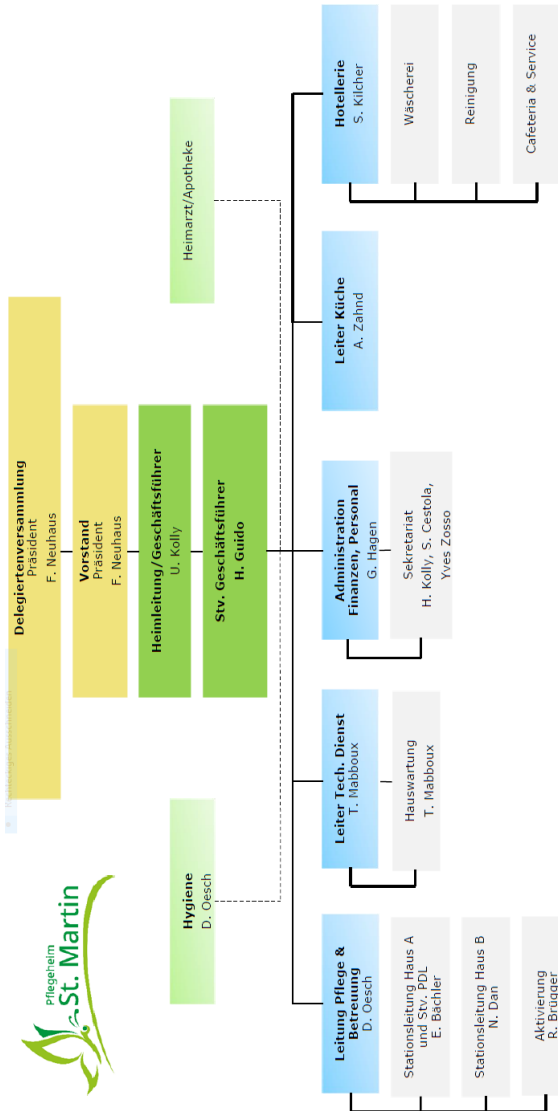 Pflegeheim
St. Martin
Delegiertenversammlung
Präsident
F. Neuhaus
Vorstand
Präsident
F. Neuhaus
Heimleitung/Geschäftsführer
U. Kolly
Stv. Geschäftsführer
H. Guido
Hygiene
D. Oesch
Heimarzt/Apotheke
Leitung Pflege &
Betreuung
D. Oesch
Stationsleitung Haus A
und Stv. PDL
E. Bächler
Stationsleitung Haus B
N. Dan
Aktivierung
R. Brügger
Leiter Tech. Dienst
T. Mabboux
Hauswartung
T. Mabboux
Administration
Finanzen, Personal
G. Hagen
Sekretariat
H. Kolly, S. Cestola,
Yves Zosso
Leiter Küche
A. Zahnd
Hotellerie
S. Kilcher
Wäscherei
Reinigung
Cafeteria & Service